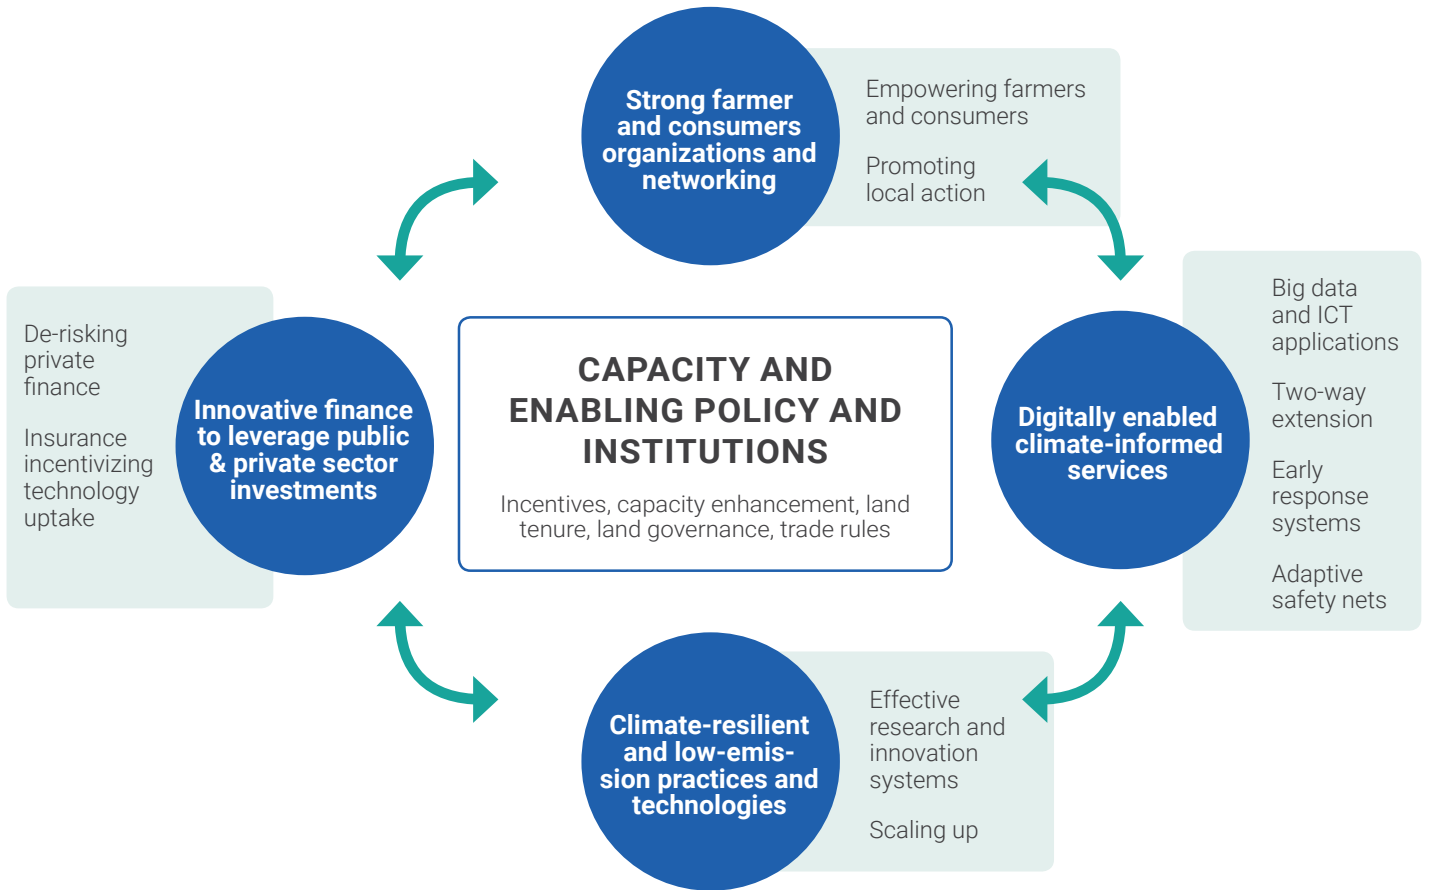 Strong farmer
and consumers
organizations and
networking
Empowering farmers
and consumers
Promoting
local action
De-risking
private
finance
Insurance
incentivizing
technology
uptake
Innovative finance
to leverage public
& private sector
investments
CAPACITY AND
ENABLING POLICY AND
INSTITUTIONS
Incentives, capacity enhancement, land
tenure, land governance, trade rules
Digitally enabled
climate-informed
services
Big data
and ICT
applications
Two-way
extension
Early
response
systems
Adaptive
safety nets
Climate-resilient
and low-emis-
sion practices and
technologies
Effective
research and
innovation
systems
Scaling up